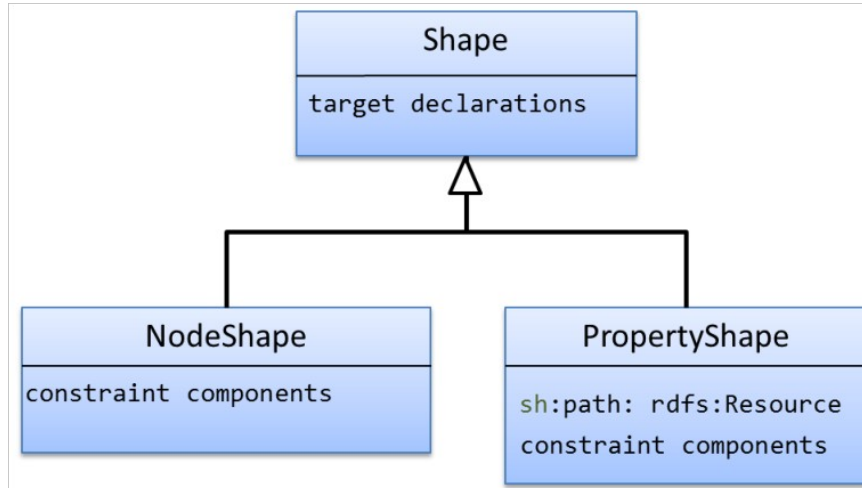 Shape
target declarations
NodeShape
constraint components
PropertyShape
sh:path: rdfs:Resource
constraint components